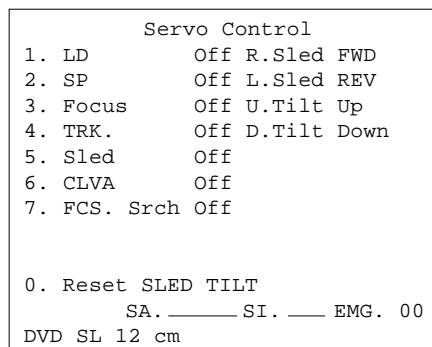 Servo Control
1. LD Off R.Sled FWD
2. SP Off L.Sled REV
3. Focus Off U.Tilt Up
4. TRK. Off D.Tilt Down
5. Sled Off
6. CLVA Off
7. FCS. Srch Off
0. Reset SLED TILT
SA. ______ SI. ___ EMG. 00
DVD SL 12 cm